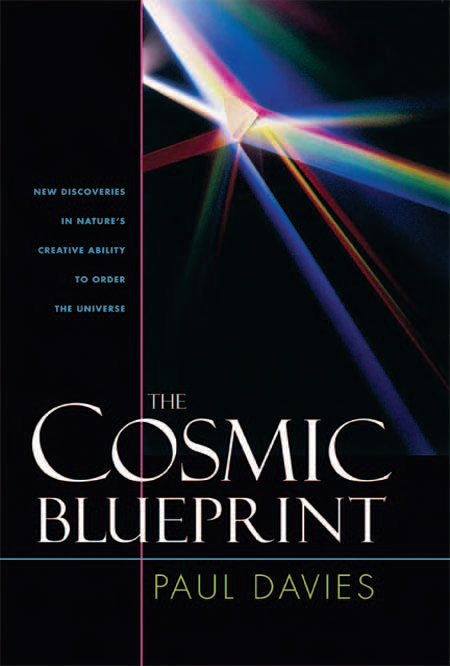 NEW DISCOVERIES
IN NATURE'S
CREATIVE ABILITY
TO ORDER
THE UNIVERSE
THE
COSMIC
BLUEPRINT
PAUL DAVIES